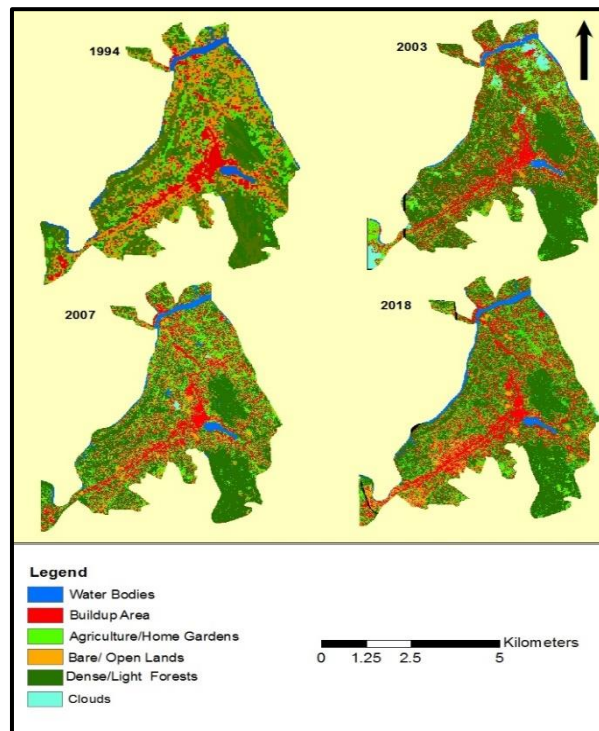 1994
2003
2007
2018
Legend
Water Bodies
Buildup Area
Agriculture/Home Gardens
Bare/ Open Lands
Dense/Light Forests
Clouds
Kilometers
0 1.25 2.5 5